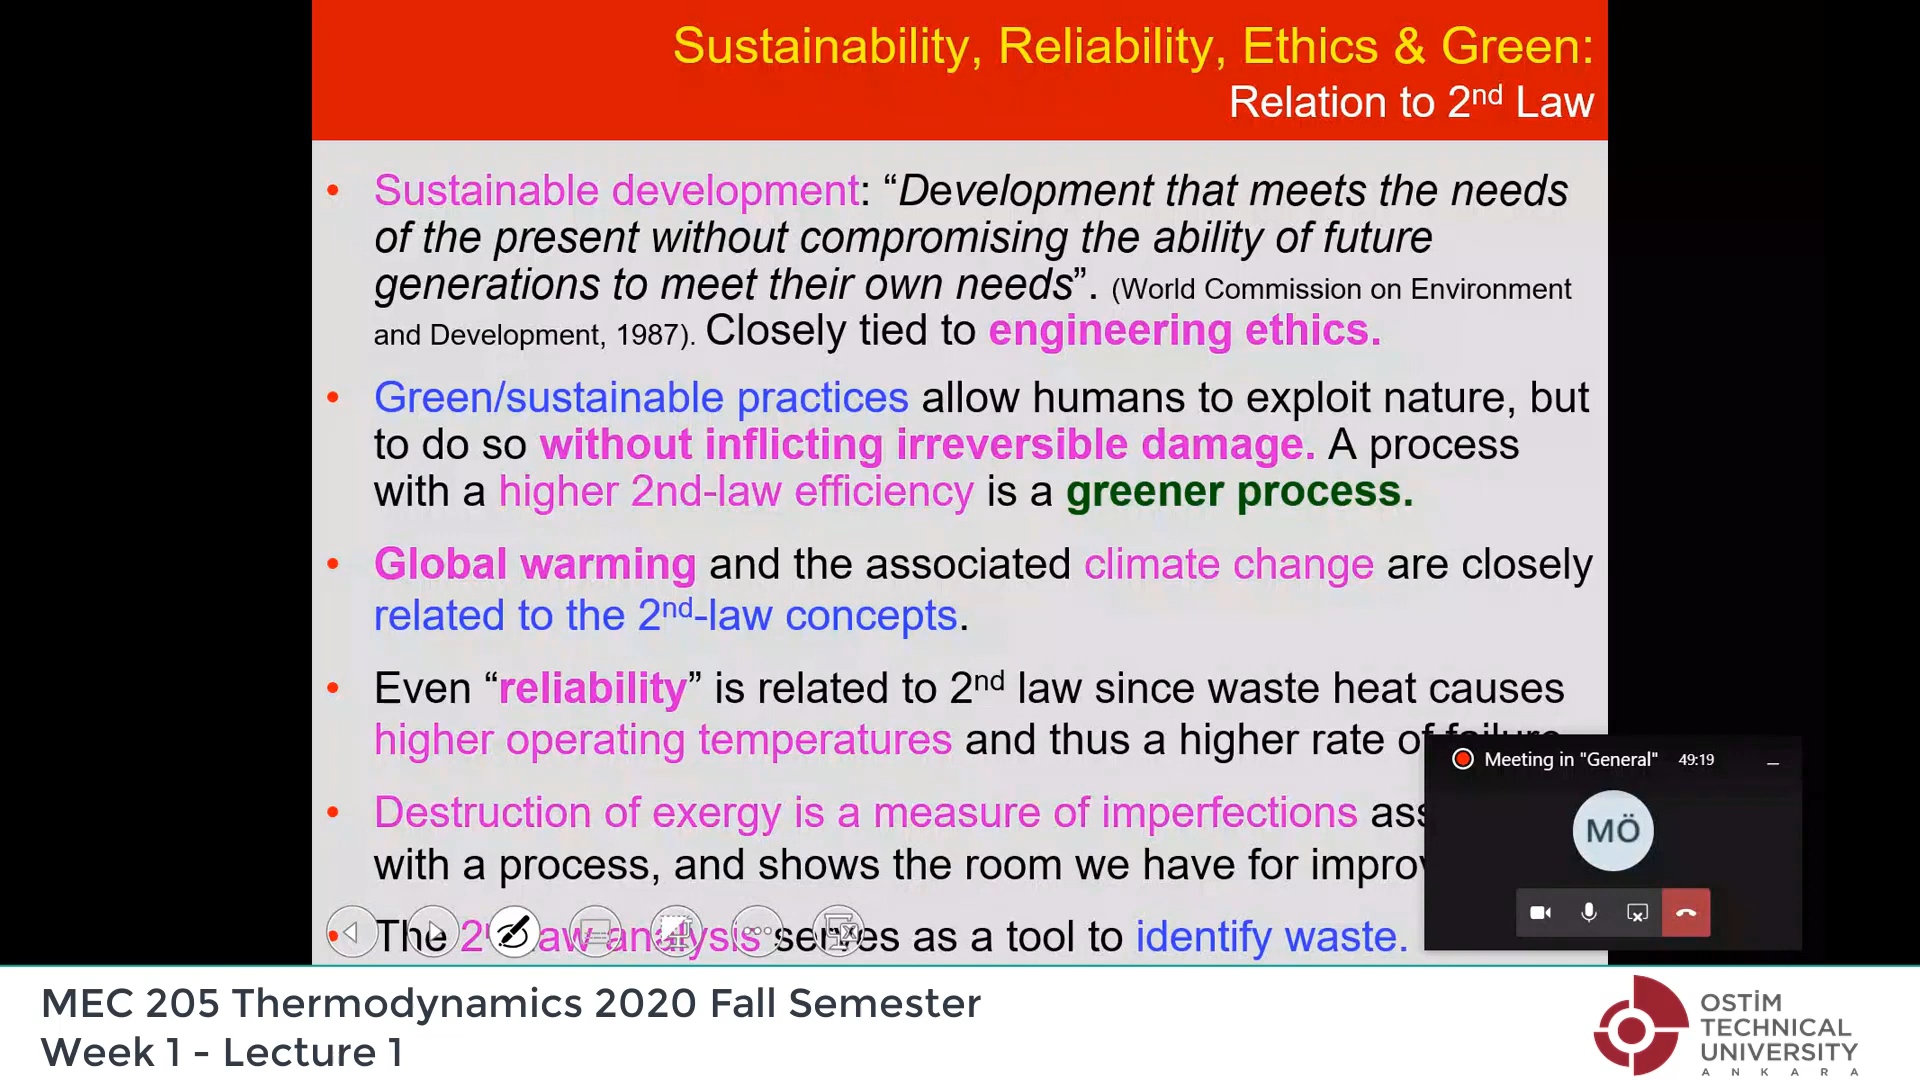 Sustainability, Reliability, Ethics & Green:
Relation to 2nd Law
• Sustainable development: “Development that meets the needs
of the present without compromising the ability of future
generations to meet their own needs”. (World Commission on Environment
and Development, 1987). Closely tied to engineering ethics.
• Green/sustainable practices allow humans to exploit nature, but
to do so without inflicting irreversible damage. A process
with a higher 2nd-law efficiency is a greener process.
• Global warming and the associated climate change are closely
related to the 2nd-law concepts.
• Even “reliability” is related to 2nd law since waste heat causes
higher operating temperatures and thus a higher rate of failure
• Destruction of exergy is a measure of imperfections
with a process, and shows the room we have for
• The law analysis serves as a tool to identify waste.
Meeting in "General" 49:19
MÖ
MEC 205 Thermodynamics 2020 Fall Semester
Week 1 - Lecture 1
OSTİM
TECHNICAL
UNIVERSITY
ANKARA